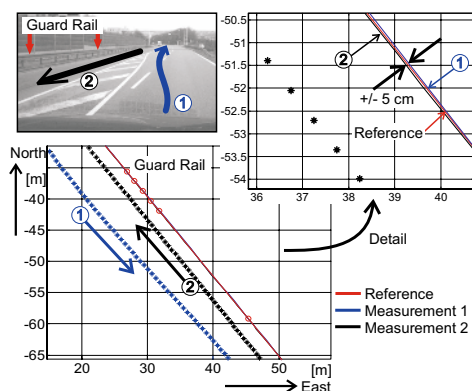 Guard Rail
2
1
-50.5
-51
-51.5
-52
-52.5
-53
-53.5
-54
2
1
+/- 5 cm
Reference
36 37 38 39 40
North
[m]
-40
-45
-50
-55
-60
-65
Guard Rail
1
2
Detail
Reference
Measurement 1
Measurement 2
20 30 40 50 [m]
East